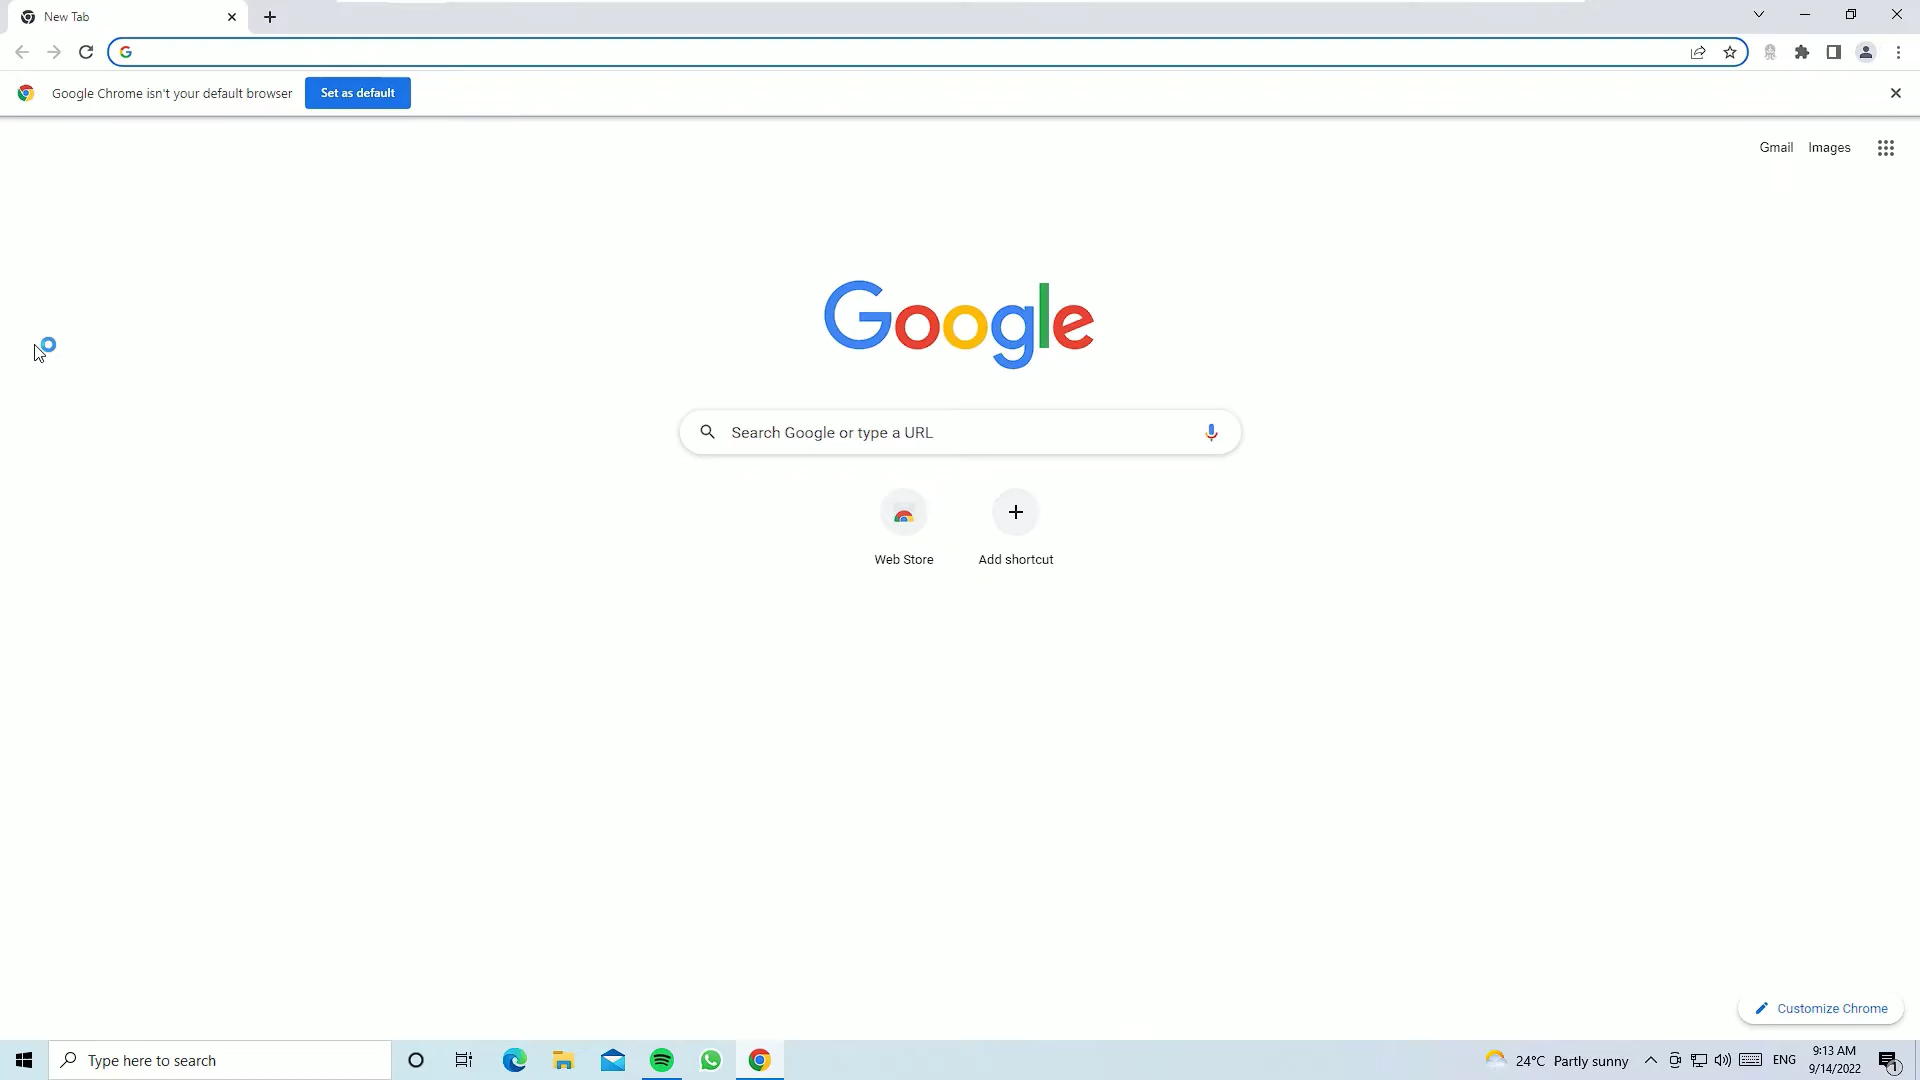 New Tab
Google Chrome isn't your default browser
Set as default
Gmail
Images
Google
Search Google or type a URL
Web Store
Add shortcut
Customize Chrome
Type here to search
24°C Partly sunny
ENG
9:13 AM
9/14/2022
1